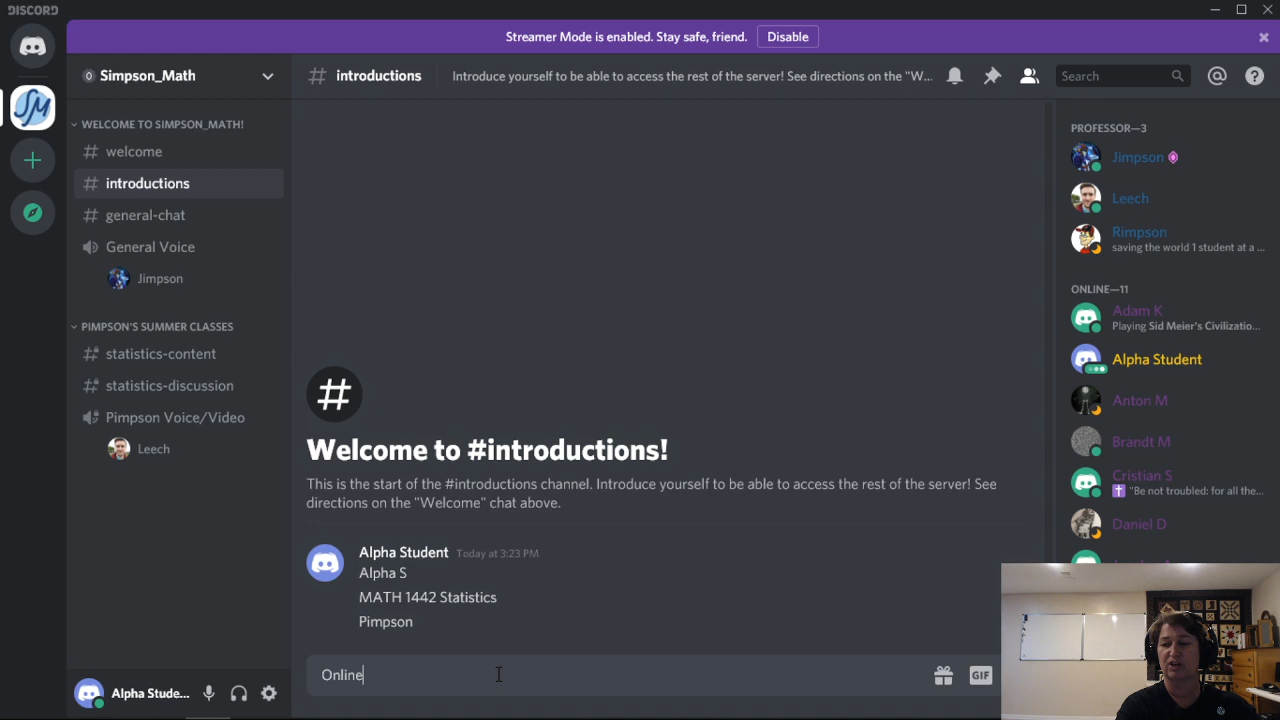 DISCORD
Streamer Mode is enabled. Stay safe, friend.
Disable
Simpson_Math
introductions
Introduce yourself to be able to access the rest of the server! See directions on the "W...
Search
WELCOME TO SIMPSON_MATH!
welcome
introductions
general-chat
General Voice
Jimpson
PIMPSON'S SUMMER CLASSES
statistics-content
statistics-discussion
Pimpson Voice/Video
Leech
Alpha Stude...
Welcome to #introductions!
This is the start of the #introductions channel. Introduce yourself to be able to access the rest of the server! See
directions on the "Welcome" chat above.
Alpha Student Today at 3:23 PM
Alpha S
MATH 1442 Statistics
Pimpson
Online
GIF
PROFESSOR—3
Jimpson
Leech
Rimpson
saving the world 1 student at a ...
ONLINE—11
Adam K
Playing Sid Meier's Civilizatio...
Alpha Student
Anton M
Brandt M
Cristian S
"Be not troubled: for all the...
Daniel D